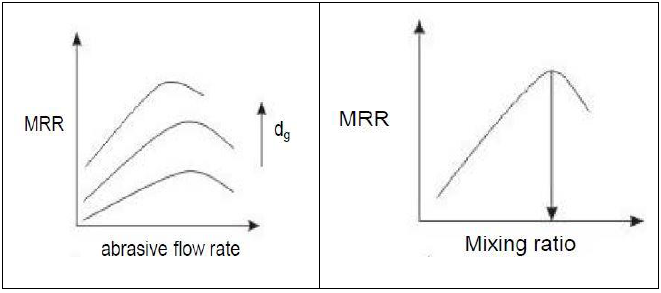 MRR
dg
abrasive flow rate
MRR
Mixing ratio